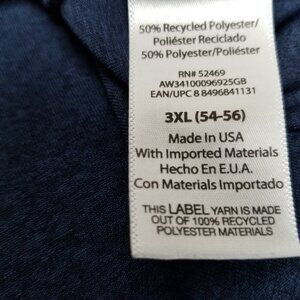 50% Recycled Polyester/
Poliéster Reciclado
50% Polyester/Poliéster
RN# 52469
AW34100096925GB
EAN/UPC 8 8496841131
3XL (54-56)
Made In USA
With Imported Materials
Hecho En E.U.A.
Con Materiales Importado
THIS LABEL YARN IS MADE
OUT OF 100% RECYCLED
POLYESTER MATERIALS